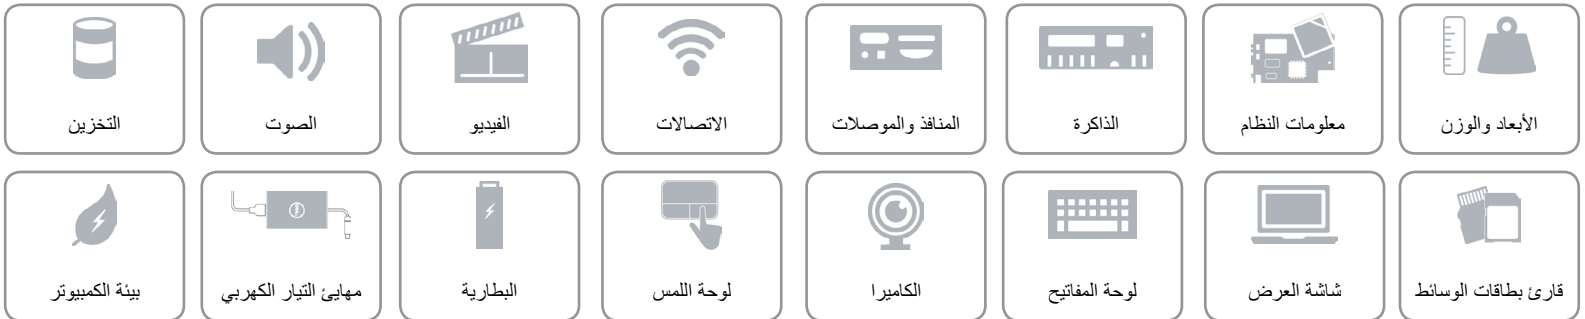 الأبعاد والوزن
معلومات النظام
الذاكرة
المنافذ والموصلات
الاتصالات
الفيديو
الصوت
التخزين
قارئ بطاقات الوسائط
شاشة العرض
لوحة المفاتيح
الكاميرا
لوحة اللمس
البطارية
مهايئ التيار الكهربي
بيئة الكمبيوتر